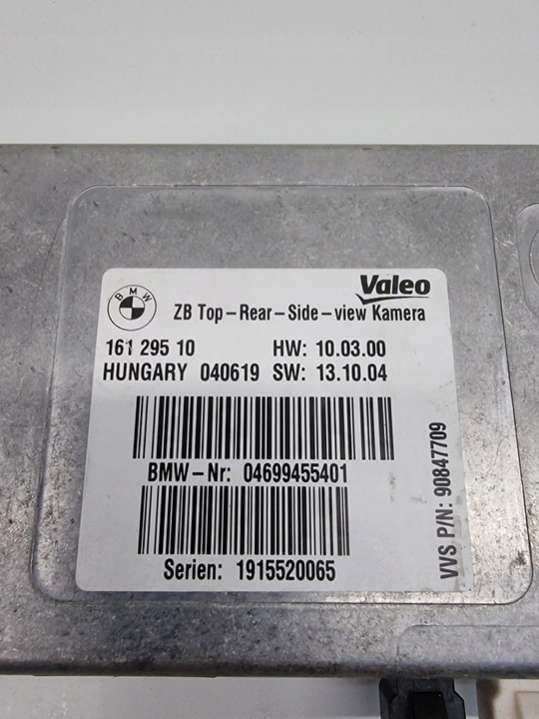 BMW
Valeo
ZB Top-Rear-Side-view Kamera
161 295 10 HW: 10.03.00
HUNGARY 040619 SW: 13.10.04
BMW-Nr: 04699455401
Serien: 1915520065
VVS P/N: 90847709